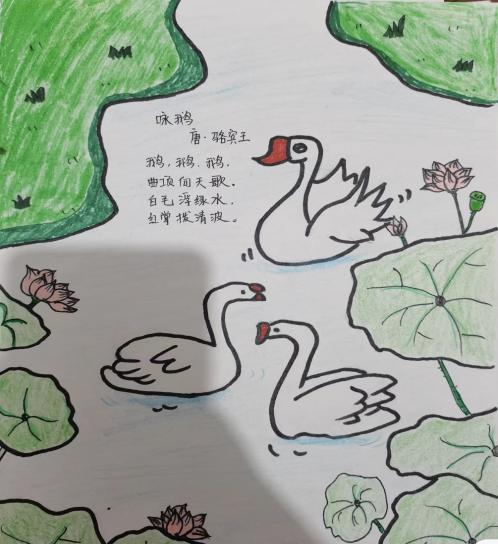 咏鹅
唐·骆宾王
鹅,鹅,鹅,
曲项向天歌。
白毛浮绿水,
红掌拨清波。